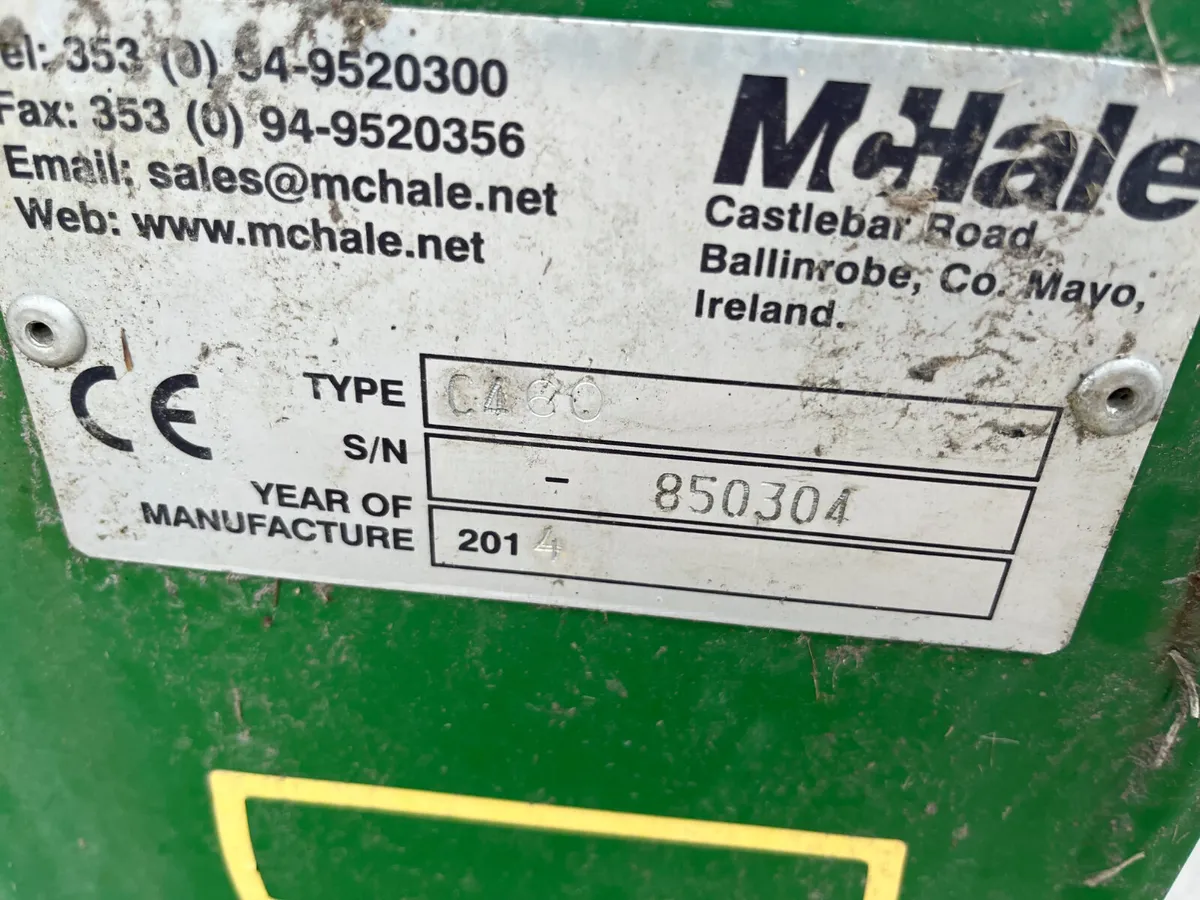 Tel: 353 (0) 94-9520300
Fax: 353 (0) 94-9520356
Email: sales@mchale.net
Web: www.mchale.net
McHale
Castlebar Road,
Ballinrobe, Co. Mayo,
Ireland.
CE
TYPE C460
S/N - 850304
YEAR OF
MANUFACTURE 2014